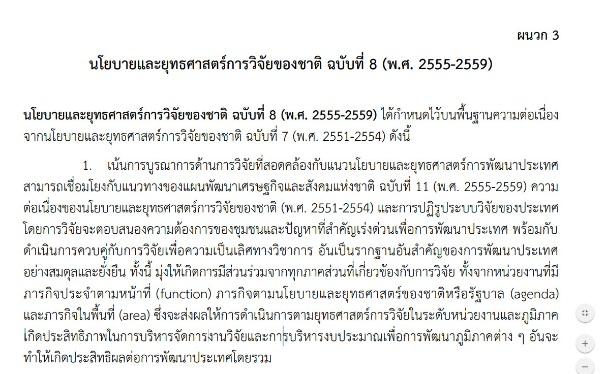 ผนวก 3
นโยบายและยุทธศาสตร์การวิจัยของชาติ ฉบับที่ 8 (พ.ศ. 2555-2559)
นโยบายและยุทธศาสตร์การวิจัยของชาติ ฉบับที่ 8 (พ.ศ. 2555-2559) ได้กำหนดไว้บนพื้นฐานความต่อเนื่อง
จากนโยบายและยุทธศาสตร์การวิจัยของชาติ ฉบับที่ 7 (พ.ศ. 2551-2554) ดังนี้
1. เน้นการบูรณาการด้านการวิจัยที่สอดคล้องกับแนวนโยบายและยุทธศาสตร์การพัฒนาประเทศ
สามารถเชื่อมโยงกับแนวทางของแผนพัฒนาเศรษฐกิจและสังคมแห่งชาติ ฉบับที่ 11 (พ.ศ. 2555-2559) ความ
ต่อเนื่องของนโยบายและยุทธศาสตร์การวิจัยของชาติ (พ.ศ. 2551-2554) และการปฏิรูประบบวิจัยของประเทศ
โดยการวิจัยจะตอบสนองความต้องการของชุมชนและปัญหาที่สำคัญเร่งด่วนเพื่อการพัฒนาประเทศ พร้อมกับ
ดำเนินการควบคู่กับการวิจัยเพื่อความเป็นเลิศทางวิชาการ อันเป็นรากฐานอันสำคัญของการพัฒนาประเทศ
อย่างสมดุลและยั่งยืน ทั้งนี้ มุ่งให้เกิดการมีส่วนร่วมจากทุกภาคส่วนที่เกี่ยวข้องกับการวิจัย ทั้งจากหน่วยงานที่มี
ภารกิจประจำตามหน้าที่ (function) ภารกิจตามนโยบายและยุทธศาสตร์ของชาติหรือรัฐบาล (agenda)
และภารกิจในพื้นที่ (area) ซึ่งจะส่งผลให้การดำเนินการตามยุทธศาสตร์การวิจัยในระดับหน่วยงานและภูมิภาค
เกิดประสิทธิภาพในการบริหารจัดการงานวิจัยและการบริหารงบประมาณเพื่อการพัฒนาภูมิภาคต่าง ๆ อันจะ
ทำให้เกิดประสิทธิผลต่อการพัฒนาประเทศโดยรวม